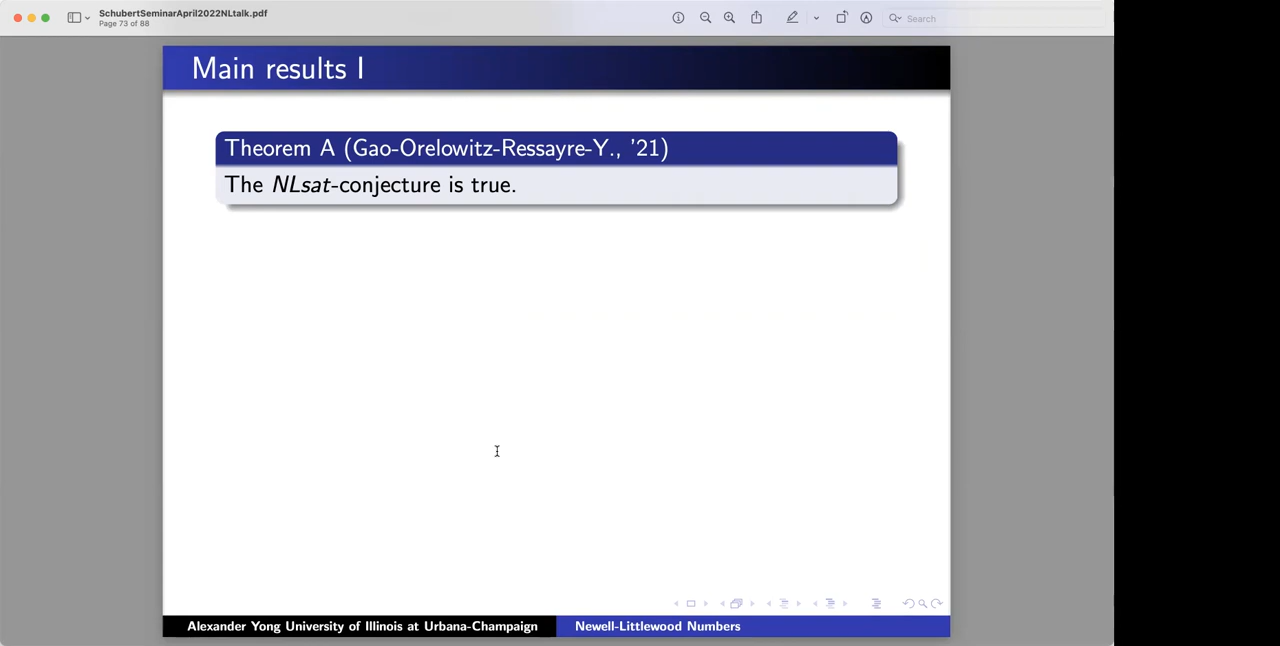 SchubertSeminarApril2022NLtalk.pdf
Page 73 of 88
Search
Main results I
Theorem A (Gao-Orelowitz-Ressayre-Y., '21)
The NLsat-conjecture is true.
Alexander Yong University of Illinois at Urbana-Champaign
Newell-Littlewood Numbers